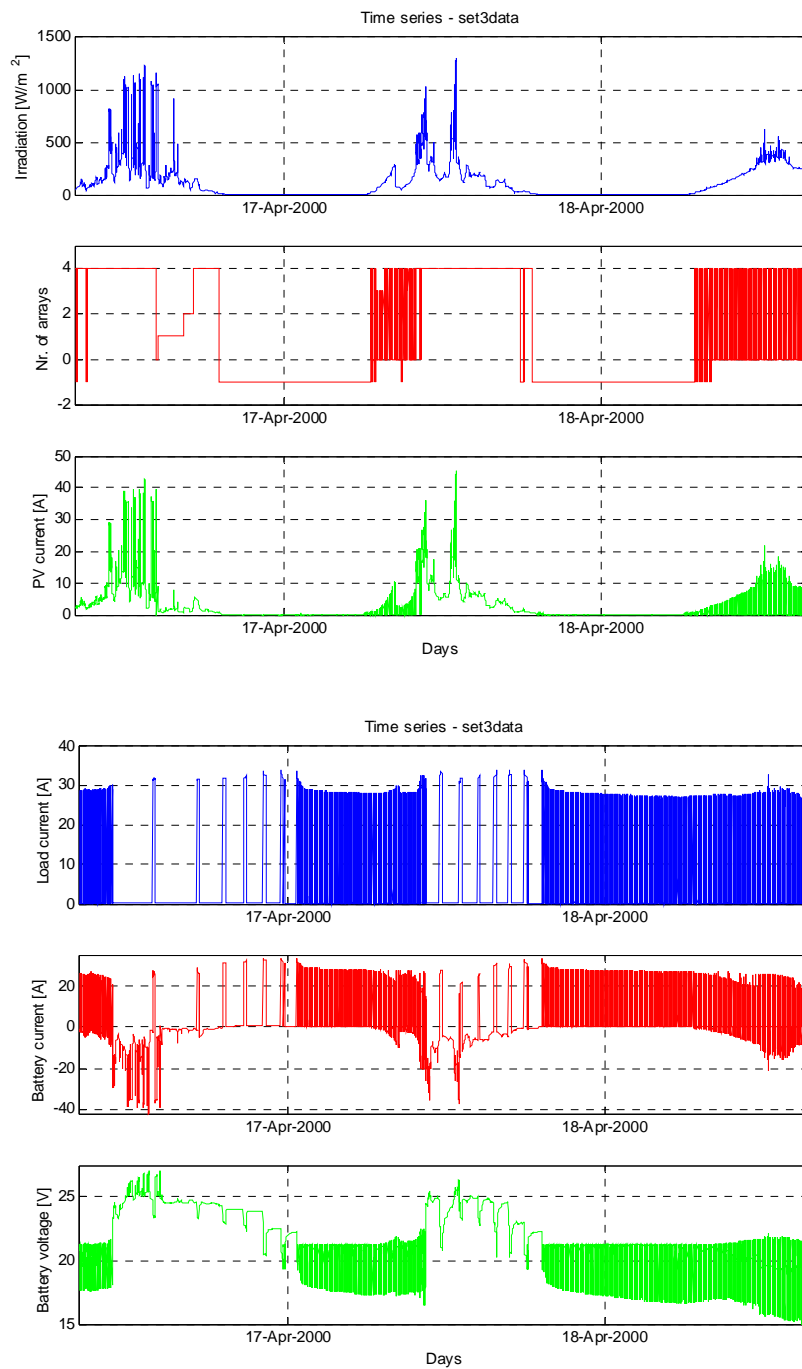 Time series - set3data
1500
1000
500
0
Irradiation [W/m²]
17-Apr-2000
18-Apr-2000
4
2
0
-2
Nr. of arrays
17-Apr-2000
18-Apr-2000
50
40
30
20
10
0
PV current [A]
17-Apr-2000
18-Apr-2000
Days
Time series - set3data
40
30
20
10
0
Load current [A]
17-Apr-2000
18-Apr-2000
20
0
-20
-40
Battery current [A]
17-Apr-2000
18-Apr-2000
25
20
15
Battery voltage [V]
17-Apr-2000
18-Apr-2000
Days